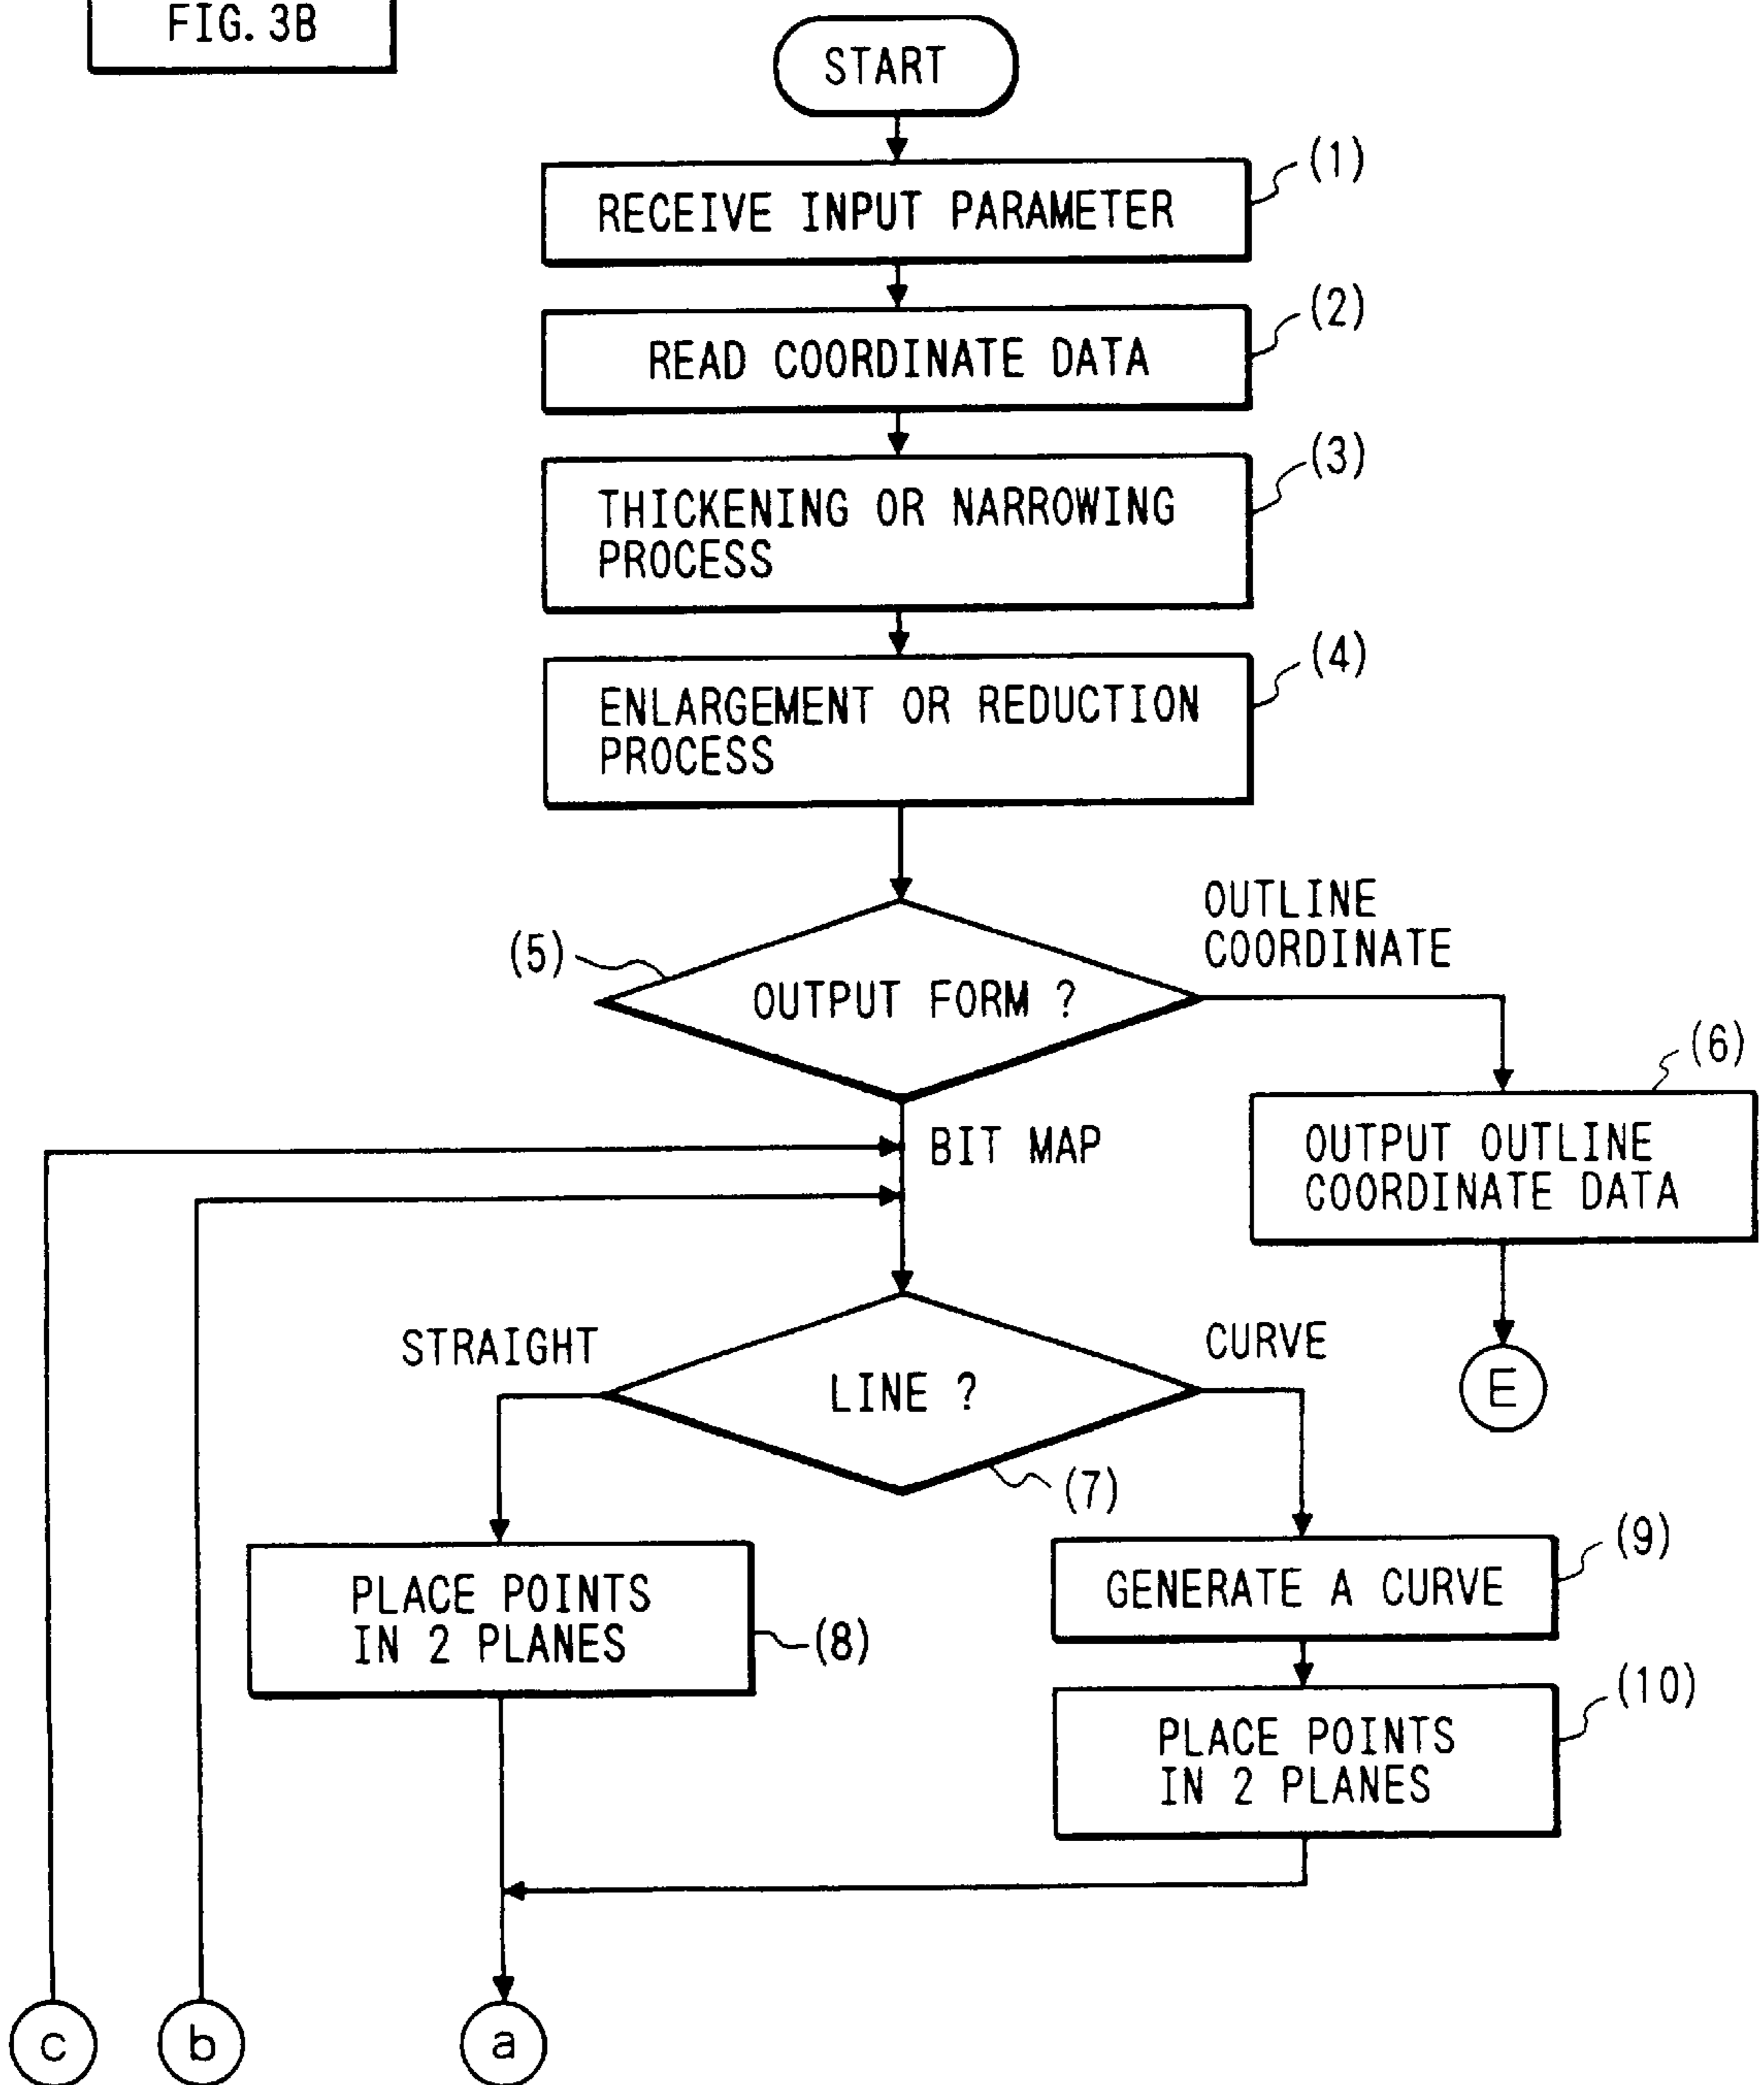 FIG. 3B
START
(1)
RECEIVE INPUT PARAMETER
(2)
READ COORDINATE DATA
(3)
THICKENING OR NARROWING
PROCESS
(4)
ENLARGEMENT OR REDUCTION
PROCESS
OUTLINE
COORDINATE
(5)
OUTPUT FORM ?
(6)
BIT MAP
OUTPUT OUTLINE
COORDINATE DATA
STRAIGHT
CURVE
LINE ?
E
(7)
(9)
PLACE POINTS
IN 2 PLANES
(8)
GENERATE A CURVE
(10)
PLACE POINTS
IN 2 PLANES
c
b
a